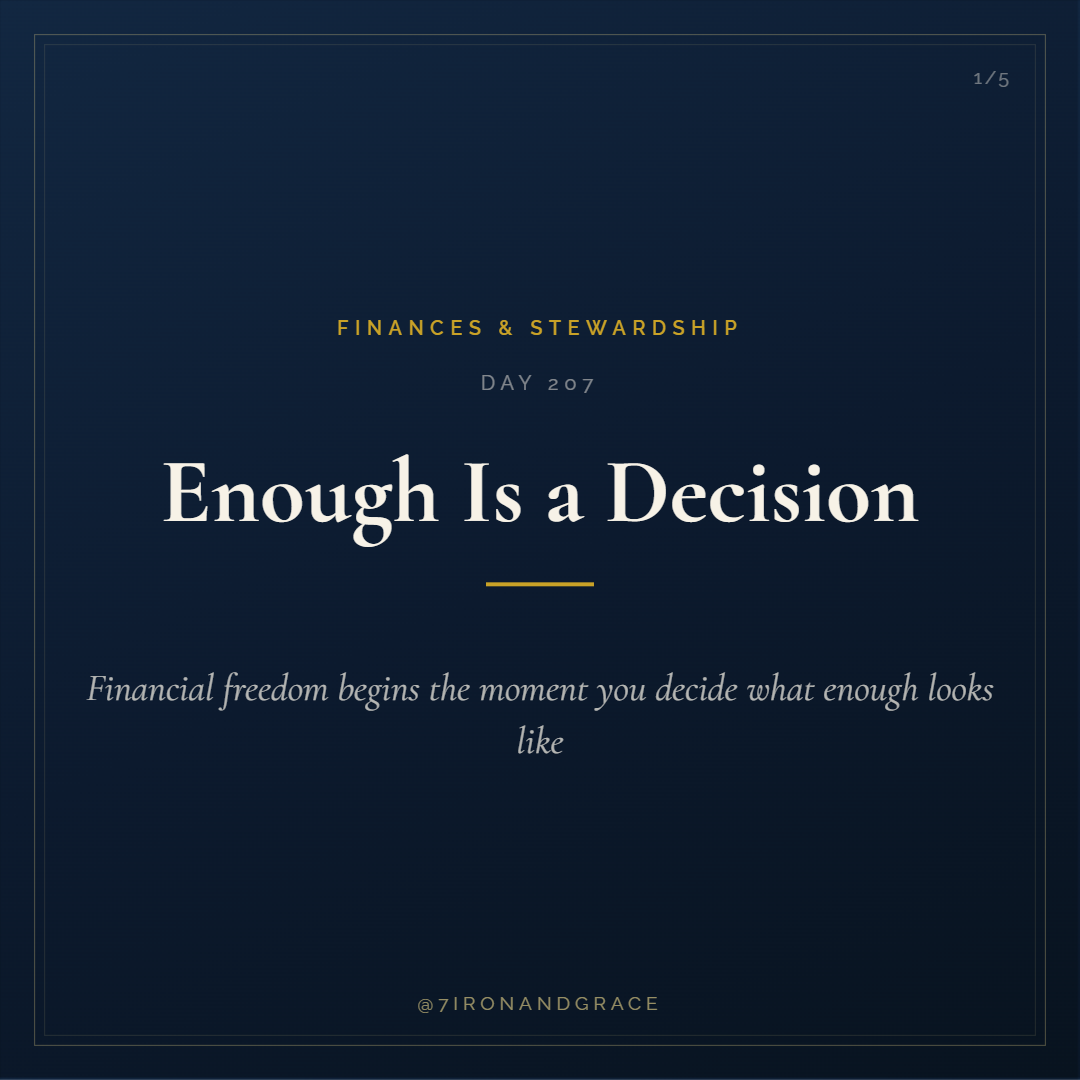 1/5
FINANCES & STEWARDSHIP
DAY 207
Enough Is a Decision
Financial freedom begins the moment you decide what enough looks
like
@7IRONANDGRACE